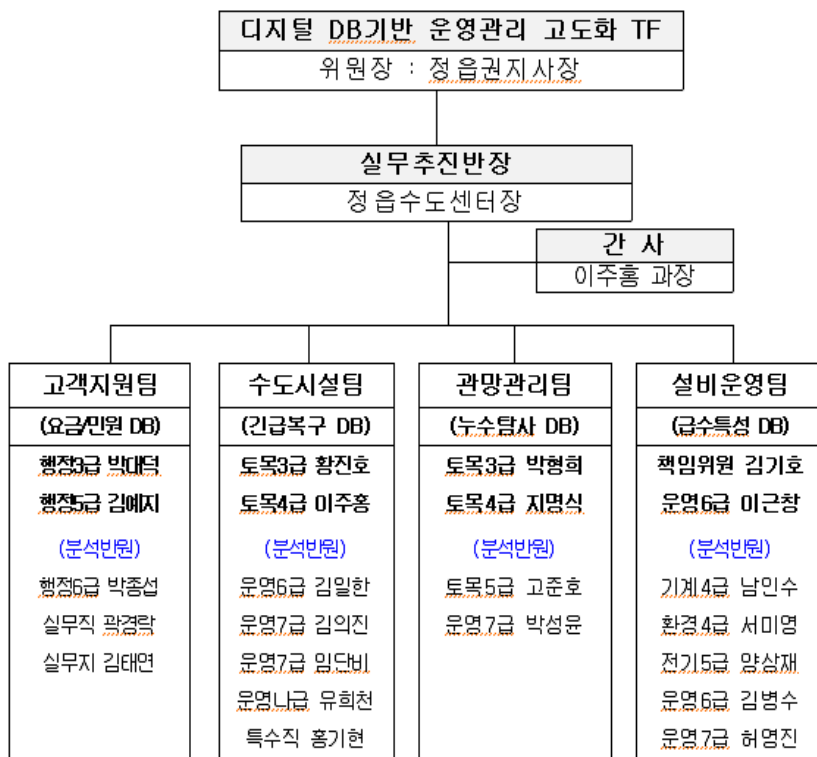 디지털 DB기반 운영관리 고도화 TF
위원장 : 정읍권지사장
실무추진반장
정읍수도센터장
간 사
이주홍 과장
고객지원팀
(요금/민원 DB)
행정3급 박대덕
행정5급 김예지
(분석반원)
행정6급 박종섭
실무직 곽경락
실무지 김태연
수도시설팀
(긴급복구 DB)
토목3급 황진호
토목4급 이주홍
(분석반원)
운영6급 김일한
운영7급 김의진
운영7급 임단비
운영나급 유희천
특수직 홍기현
관망관리팀
(누수탐사 DB)
토목3급 박형희
토목4급 지명식
(분석반원)
토목5급 고준호
운영7급 박성윤
설비운영팀
(급수특성 DB)
책임위원 김기호
운영6급 이근창
(분석반원)
기계4급 남민수
환경4급 서미영
전기5급 양상재
운영6급 김병수
운영7급 허영진